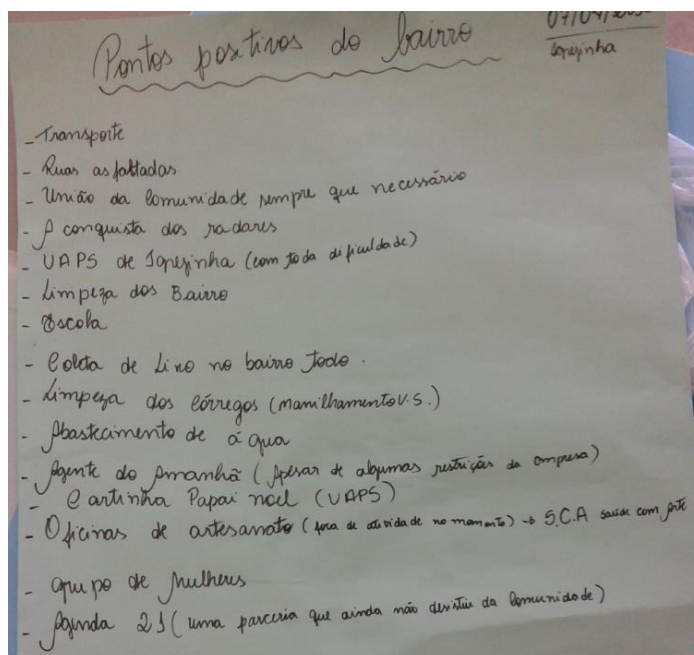 Pontos positivos do bairro
Igrejinha
- Transporte
- Ruas asfaltadas
- União da Comunidade sempre que necessário
- A conquista dos radares
- UAPS de Igrejinha (com toda dificuldade)
- Limpeza dos Bairro
- Escola
- Coleta de Lixo no bairro todo.
- Limpeza dos córregos (manilhamento V.S.)
- Abastecimento de água
- Agente do Amanhã (Apesar de algumas restrições da empresa)
- Cartinha Papai noel (UAPS)
- Oficinas de artesanato (fora de atividade no momento) → S.C.A saúde com arte
- Grupo de Mulheres
- Agenda 21 (uma parceria que ainda não desistiu da Comunidade)